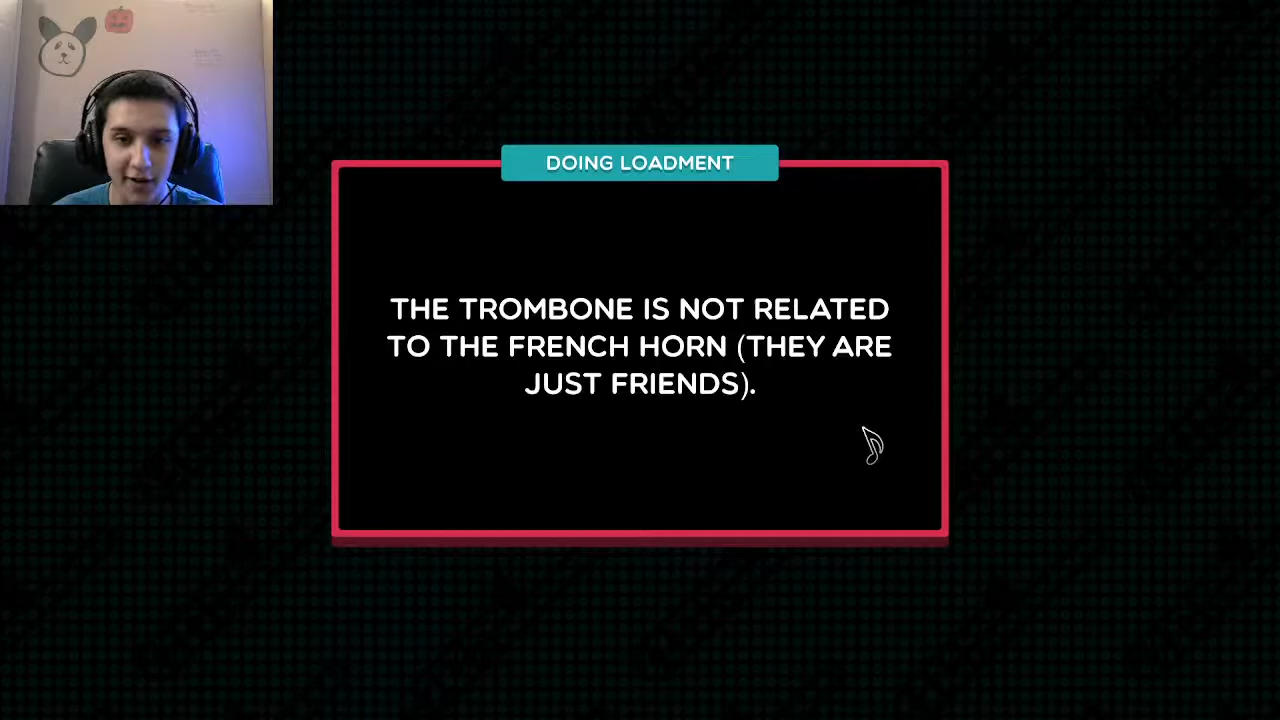 DOING LOADMENT
THE TROMBONE IS NOT RELATED
TO THE FRENCH HORN (THEY ARE
JUST FRIENDS).